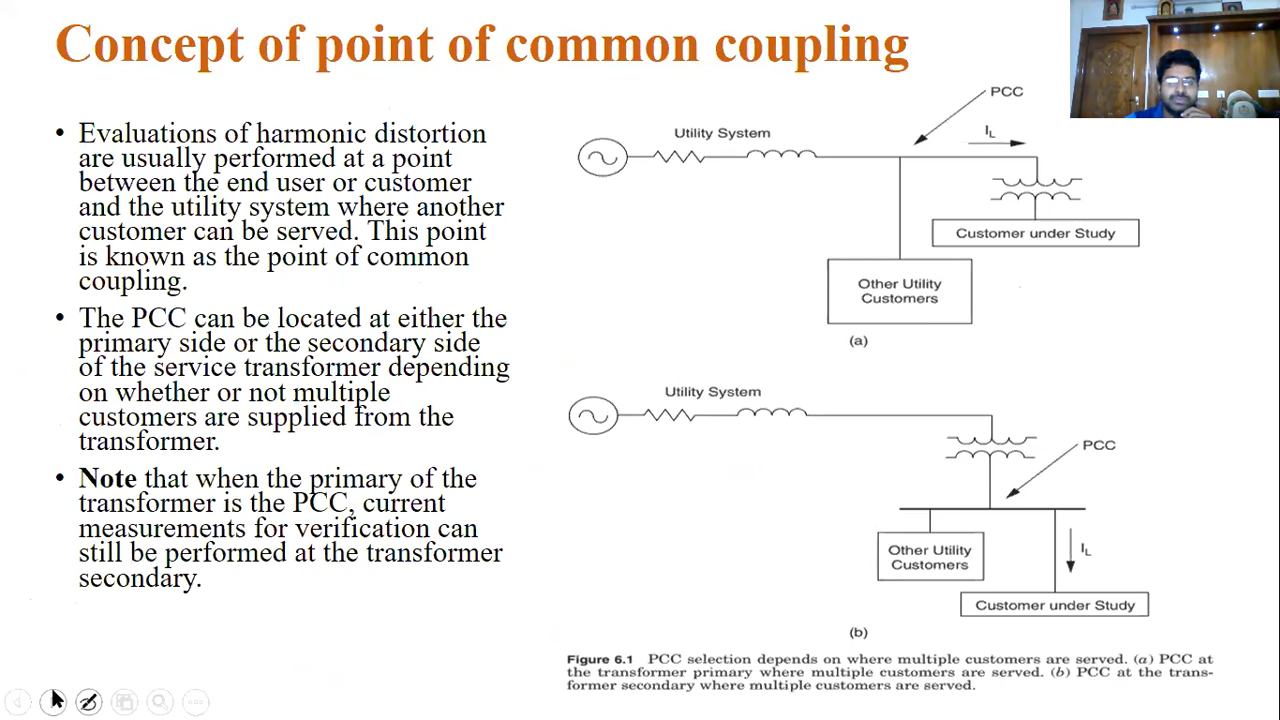 Concept of point of common coupling
• Evaluations of harmonic distortion
are usually performed at a point
between the end user or customer
and the utility system where another
customer can be served. This point
is known as the point of common
coupling.
• The PCC can be located at either the
primary side or the secondary side
of the service transformer depending
on whether or not multiple
customers are supplied from the
transformer.
• Note that when the primary of the
transformer is the PCC, current
measurements for verification can
still be performed at the transformer
secondary.
PCC
Utility System
IL
Customer under Study
Other Utility
Customers
(a)
Utility System
PCC
Other Utility
Customers
IL
Customer under Study
(b)
Figure 6.1 PCC selection depends on where multiple customers are served. (a) PCC at
the transformer primary where multiple customers are served. (b) PCC at the trans-
former secondary where multiple customers are served.